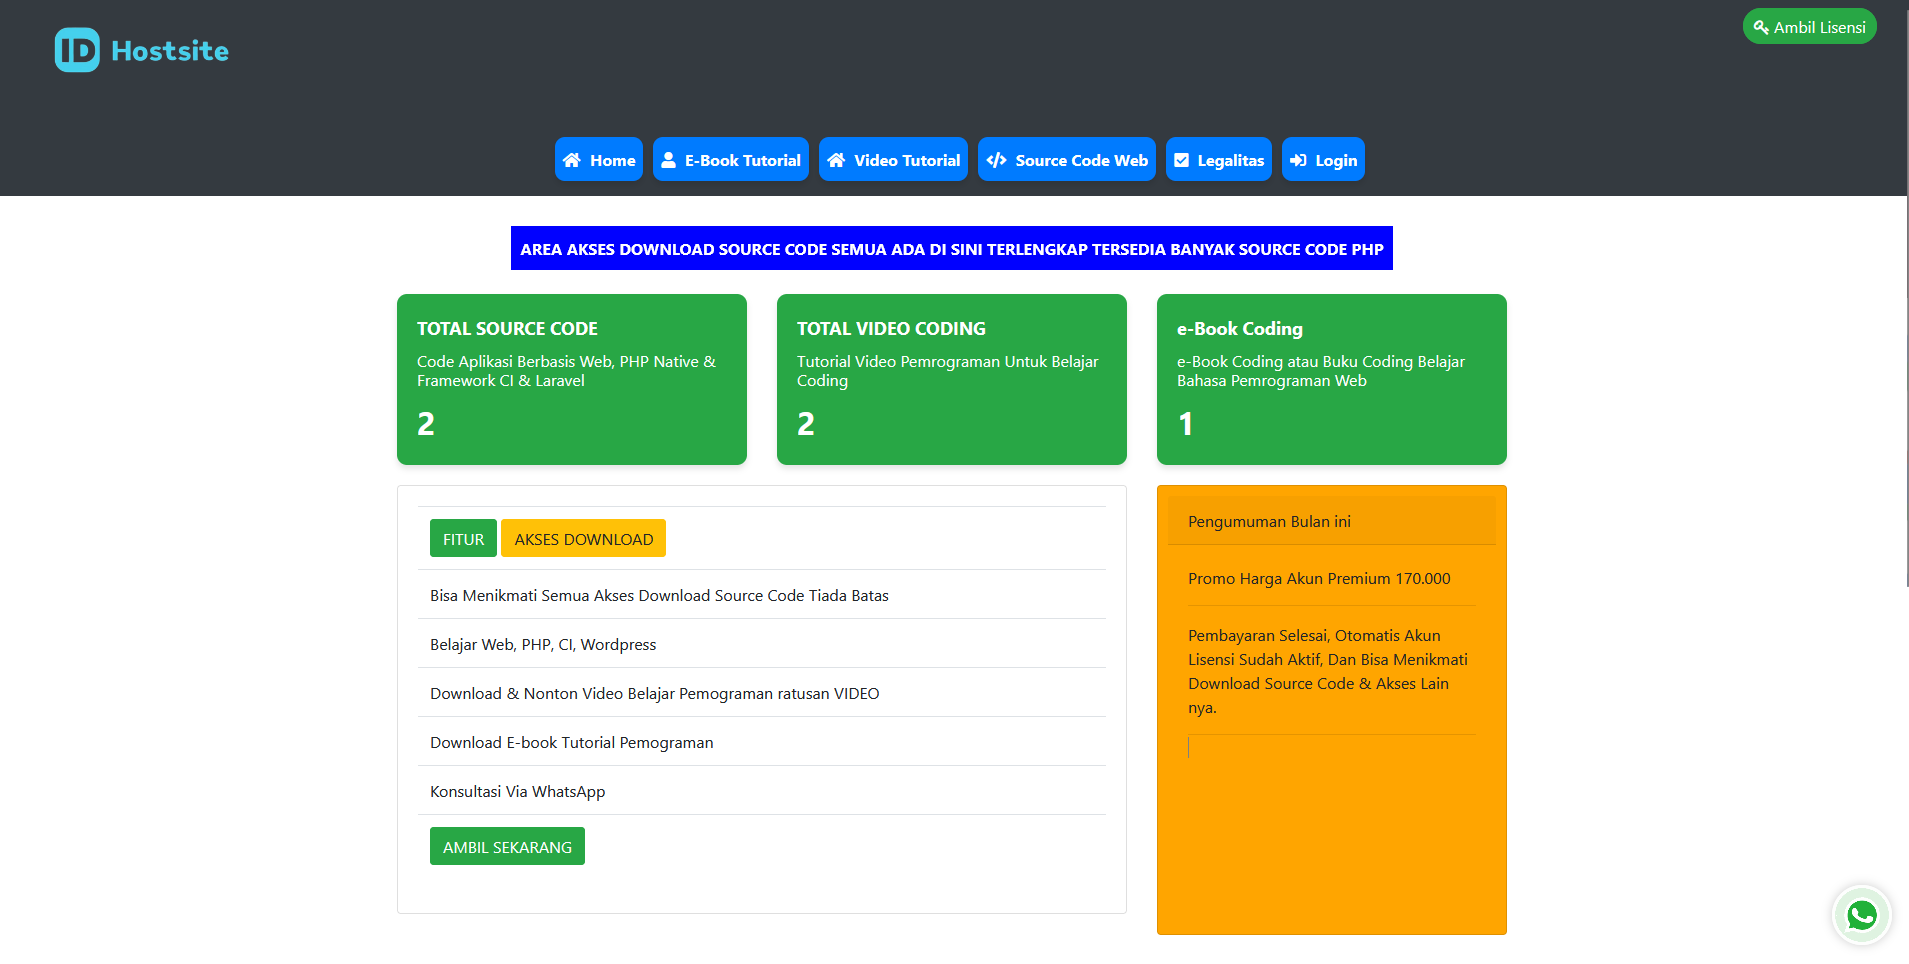 ID Hostsite
Ambil Lisensi
Home
E-Book Tutorial
Video Tutorial
Source Code Web
Legalitas
Login
AREA AKSES DOWNLOAD SOURCE CODE SEMUA ADA DI SINI TERLENGKAP TERSEDIA BANYAK SOURCE CODE PHP
TOTAL SOURCE CODE
Code Aplikasi Berbasis Web, PHP Native &
Framework CI & Laravel
2
TOTAL VIDEO CODING
Tutorial Video Pemrograman Untuk Belajar
Coding
2
e-Book Coding
e-Book Coding atau Buku Coding Belajar
Bahasa Pemrograman Web
1
FITUR
AKSES DOWNLOAD
Bisa Menikmati Semua Akses Download Source Code Tiada Batas
Belajar Web, PHP, CI, Wordpress
Download & Nonton Video Belajar Pemograman ratusan VIDEO
Download E-book Tutorial Pemograman
Konsultasi Via WhatsApp
AMBIL SEKARANG
Pengumuman Bulan ini
Promo Harga Akun Premium 170.000
Pembayaran Selesai, Otomatis Akun
Lisensi Sudah Aktif, Dan Bisa Menikmati
Download Source Code & Akses Lain
nya.